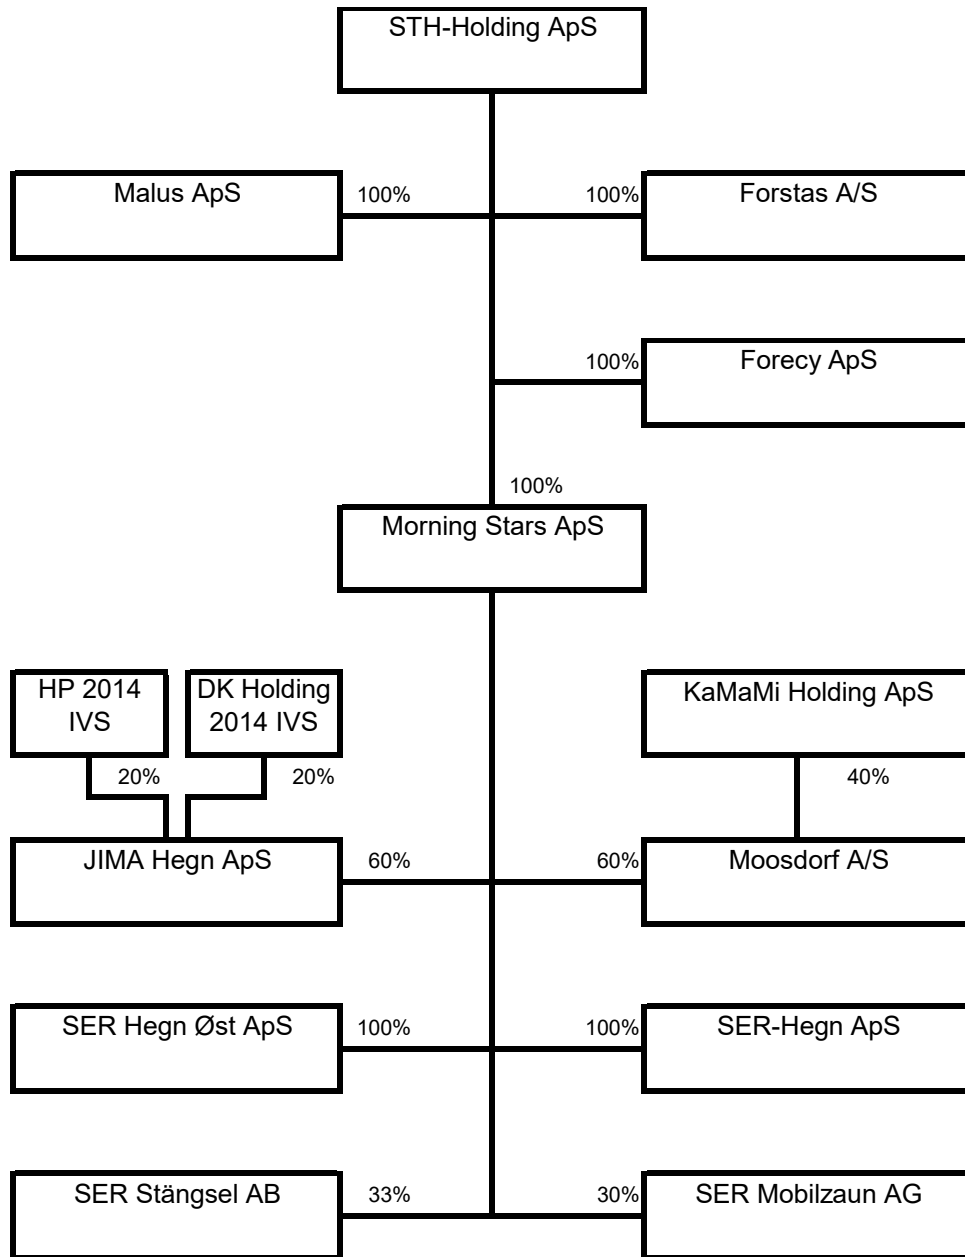 STH-Holding ApS
Malus ApS
100%
100%
Forstas A/S
100%
Forecy ApS
100%
Morning Stars ApS
HP 2014
IVS
DK Holding
2014 IVS
KaMaMi Holding ApS
20%
20%
40%
JIMA Hegn ApS
60%
60%
Moosdorf A/S
SER Hegn Øst ApS
100%
100%
SER-Hegn ApS
SER Stängsel AB
33%
30%
SER Mobilzaun AG